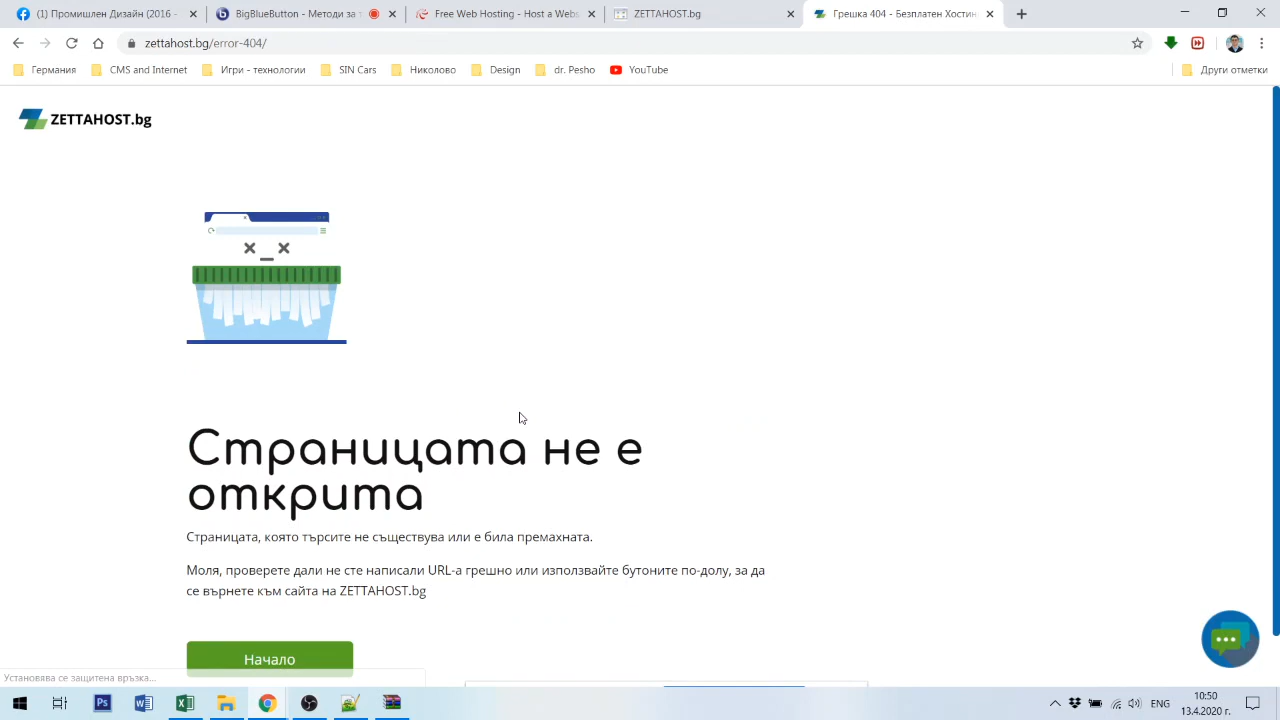 (1) Промишлен Дизайн 2016 -
BigBlueButton - Методи за
Free Web Hosting - Host a Webs
ZETTAHOST.bg
Грешка 404 - Безплатен Хостин
zettahost.bg/error-404/
Германия
CMS and Internet
Игри - технологии
SIN Cars
Николово
Design
dr. Pesho
YouTube
Други отметки
ZETTAHOST.bg
Страницата не е
открита
Страницата, която търсите не съществува или е била премахната.
Моля, проверете дали не сте написали URL-а грешно или използвайте бутоните по-долу, за да
се върнете към сайта на ZETTAHOST.bg
Начало
Установява се защитена връзка...
ENG
10:50
13.4.2020 г.